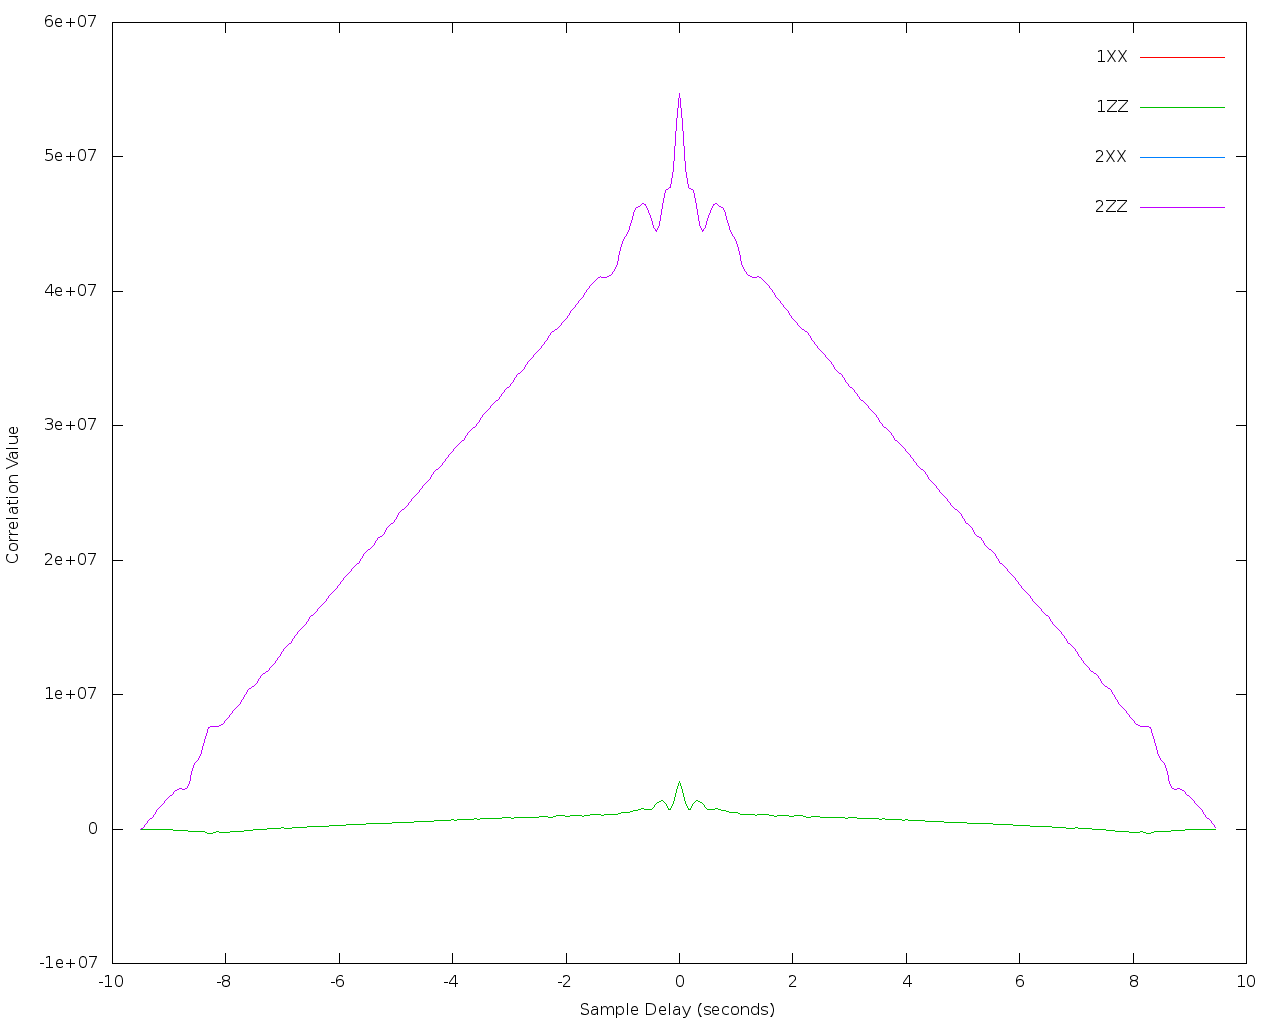 6e+07
5e+07
4e+07
3e+07
2e+07
1e+07
0
-1e+07
Correlation Value
1XX
1ZZ
2XX
2ZZ
-10 -8 -6 -4 -2 0 2 4 6 8 10
Sample Delay (seconds)